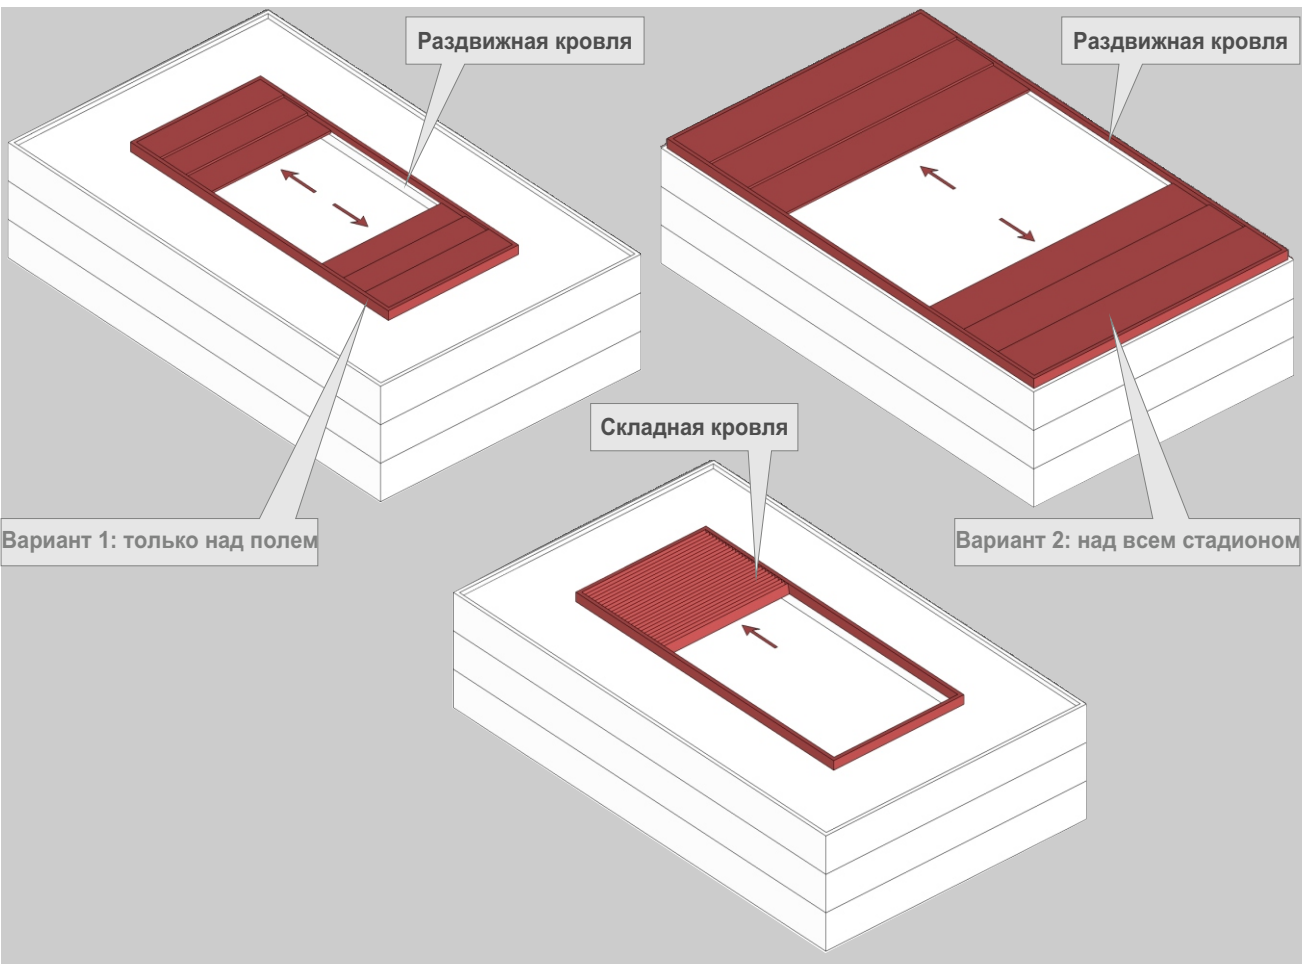 Раздвижная кровля
Раздвижная кровля
Складная кровля
Вариант 1: только над полем
Вариант 2: над всем стадионом